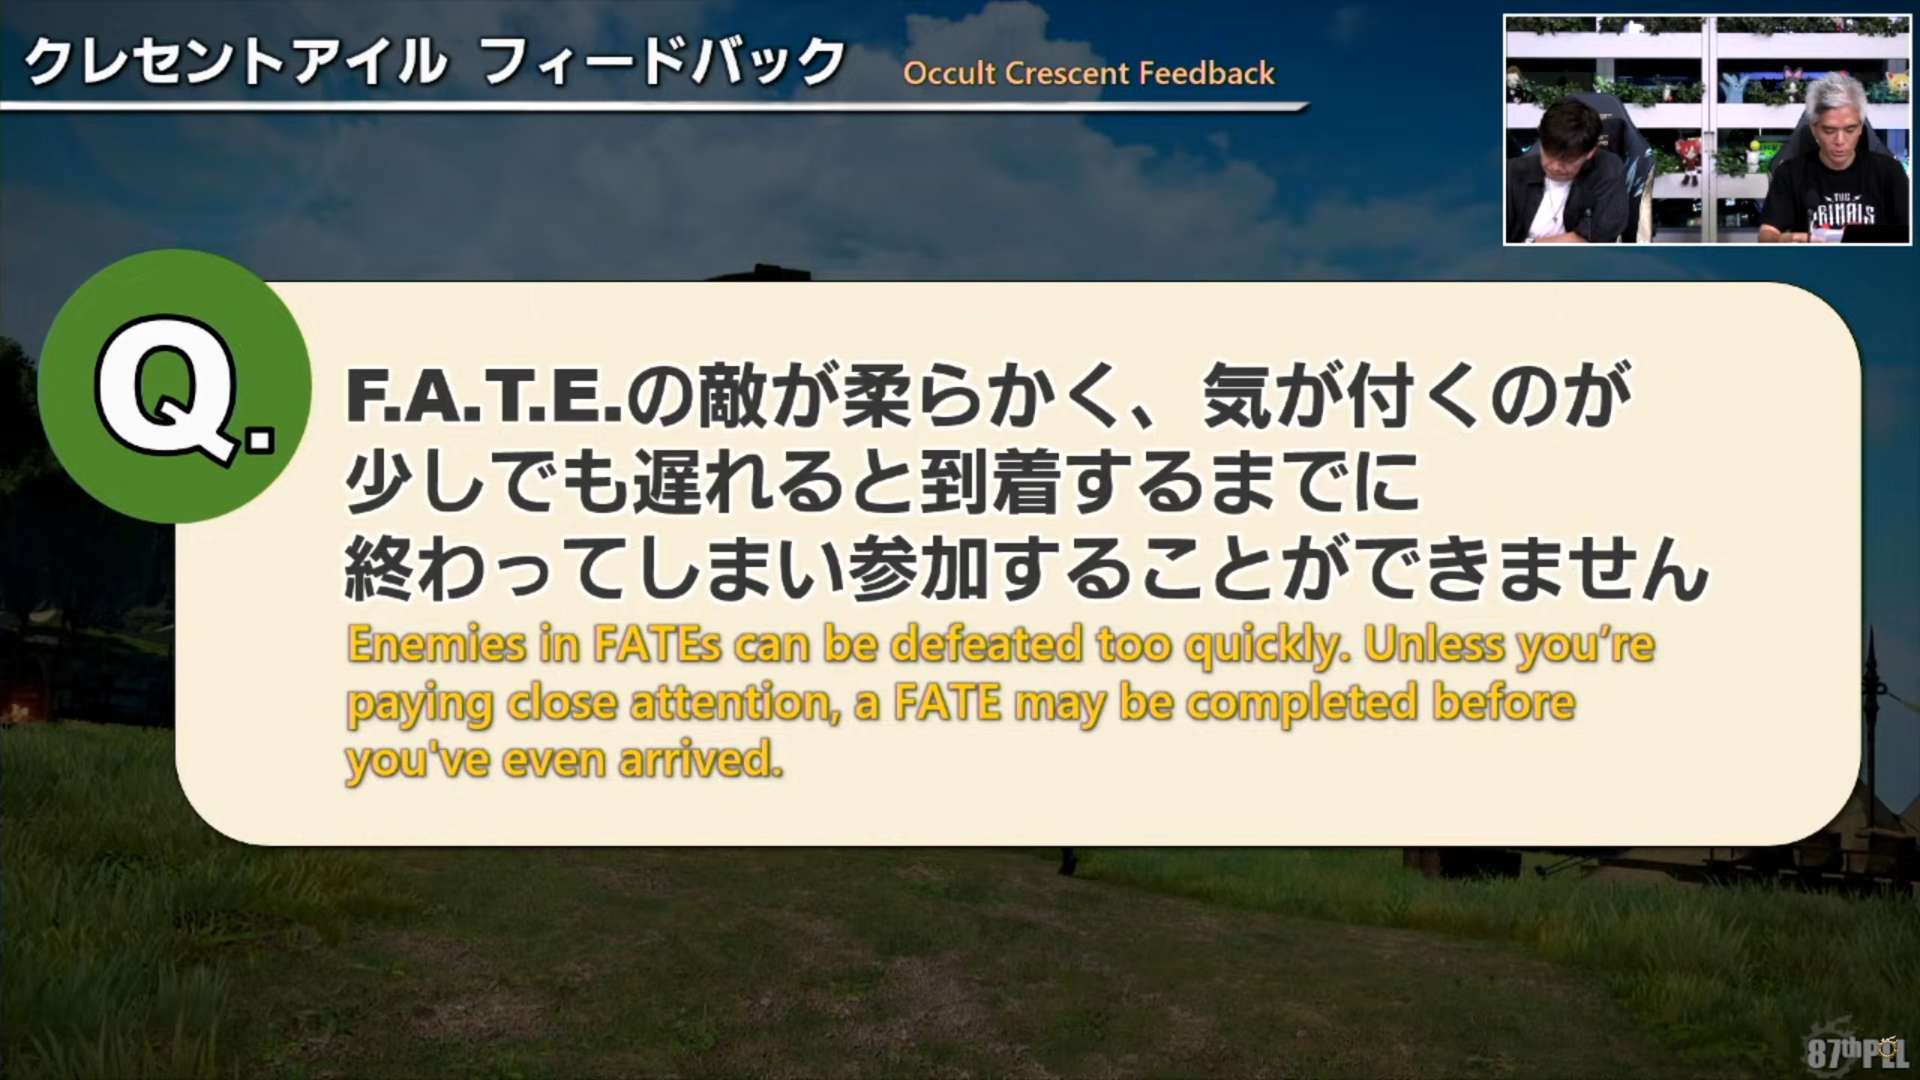 クレセントアイル フィードバック
Occult Crescent Feedback
THE
PRIMALS
Q.
F.A.T.E.の敵が柔らかく、気が付くのが
少しでも遅れると到着するまでに
終わってしまい参加することができません
Enemies in FATEs can be defeated too quickly. Unless you’re
paying close attention, a FATE may be completed before
you've even arrived.
87thPLL